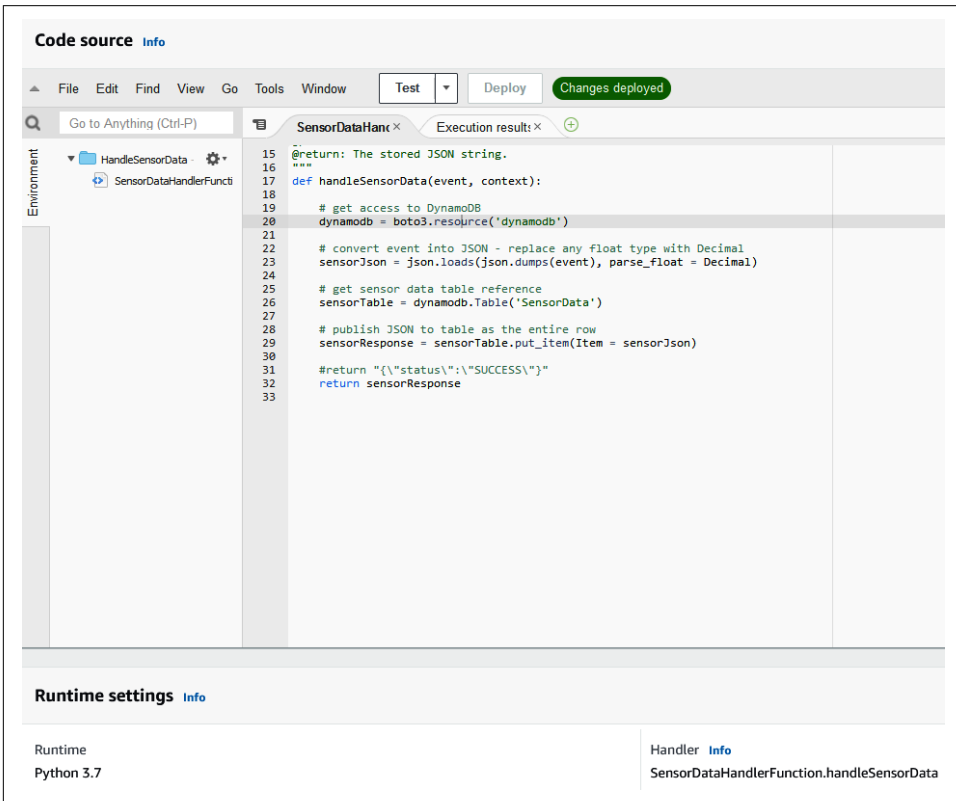 Code source Info
File Edit Find View Go Tools Window Test Deploy Changes deployed
Go to Anything (Ctrl-P)
SensorDataHanc × Execution results ×
Environment
HandleSensorData -
SensorDataHandlerFuncti
15 @return: The stored JSON string.
16 """
17 def handleSensorData(event, context):
18
19 # get access to DynamoDB
20 dynamodb = boto3.resource('dynamodb')
21
22 # convert event into JSON - replace any float type with Decimal
23 sensorJson = json.loads(json.dumps(event), parse_float = Decimal)
24
25 # get sensor data table reference
26 sensorTable = dynamodb.Table('SensorData')
27
28 # publish JSON to table as the entire row
29 sensorResponse = sensorTable.put_item(Item = sensorJson)
30
31 #return "{\"status\":\"SUCCESS\"}"
32 return sensorResponse
33
Runtime settings Info
Runtime
Python 3.7
Handler Info
SensorDataHandlerFunction.handleSensorData